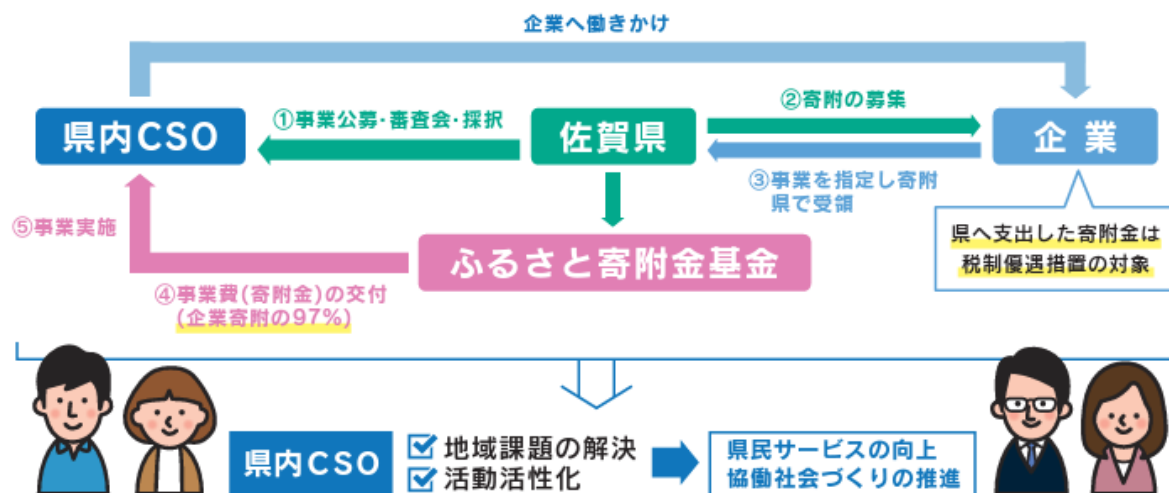 企業へ働きかけ
県内CSO
①事業公募・審査会・採択
佐賀県
②寄附の募集
企業
③事業を指定し寄附
県で受領
⑤事業実施
ふるさと寄附金基金
県へ支出した寄附金は
税制優遇措置の対象
④事業費(寄附金)の交付
(企業寄附の97%)
県内CSO
地域課題の解決
活動活性化
県民サービスの向上
協働社会づくりの推進